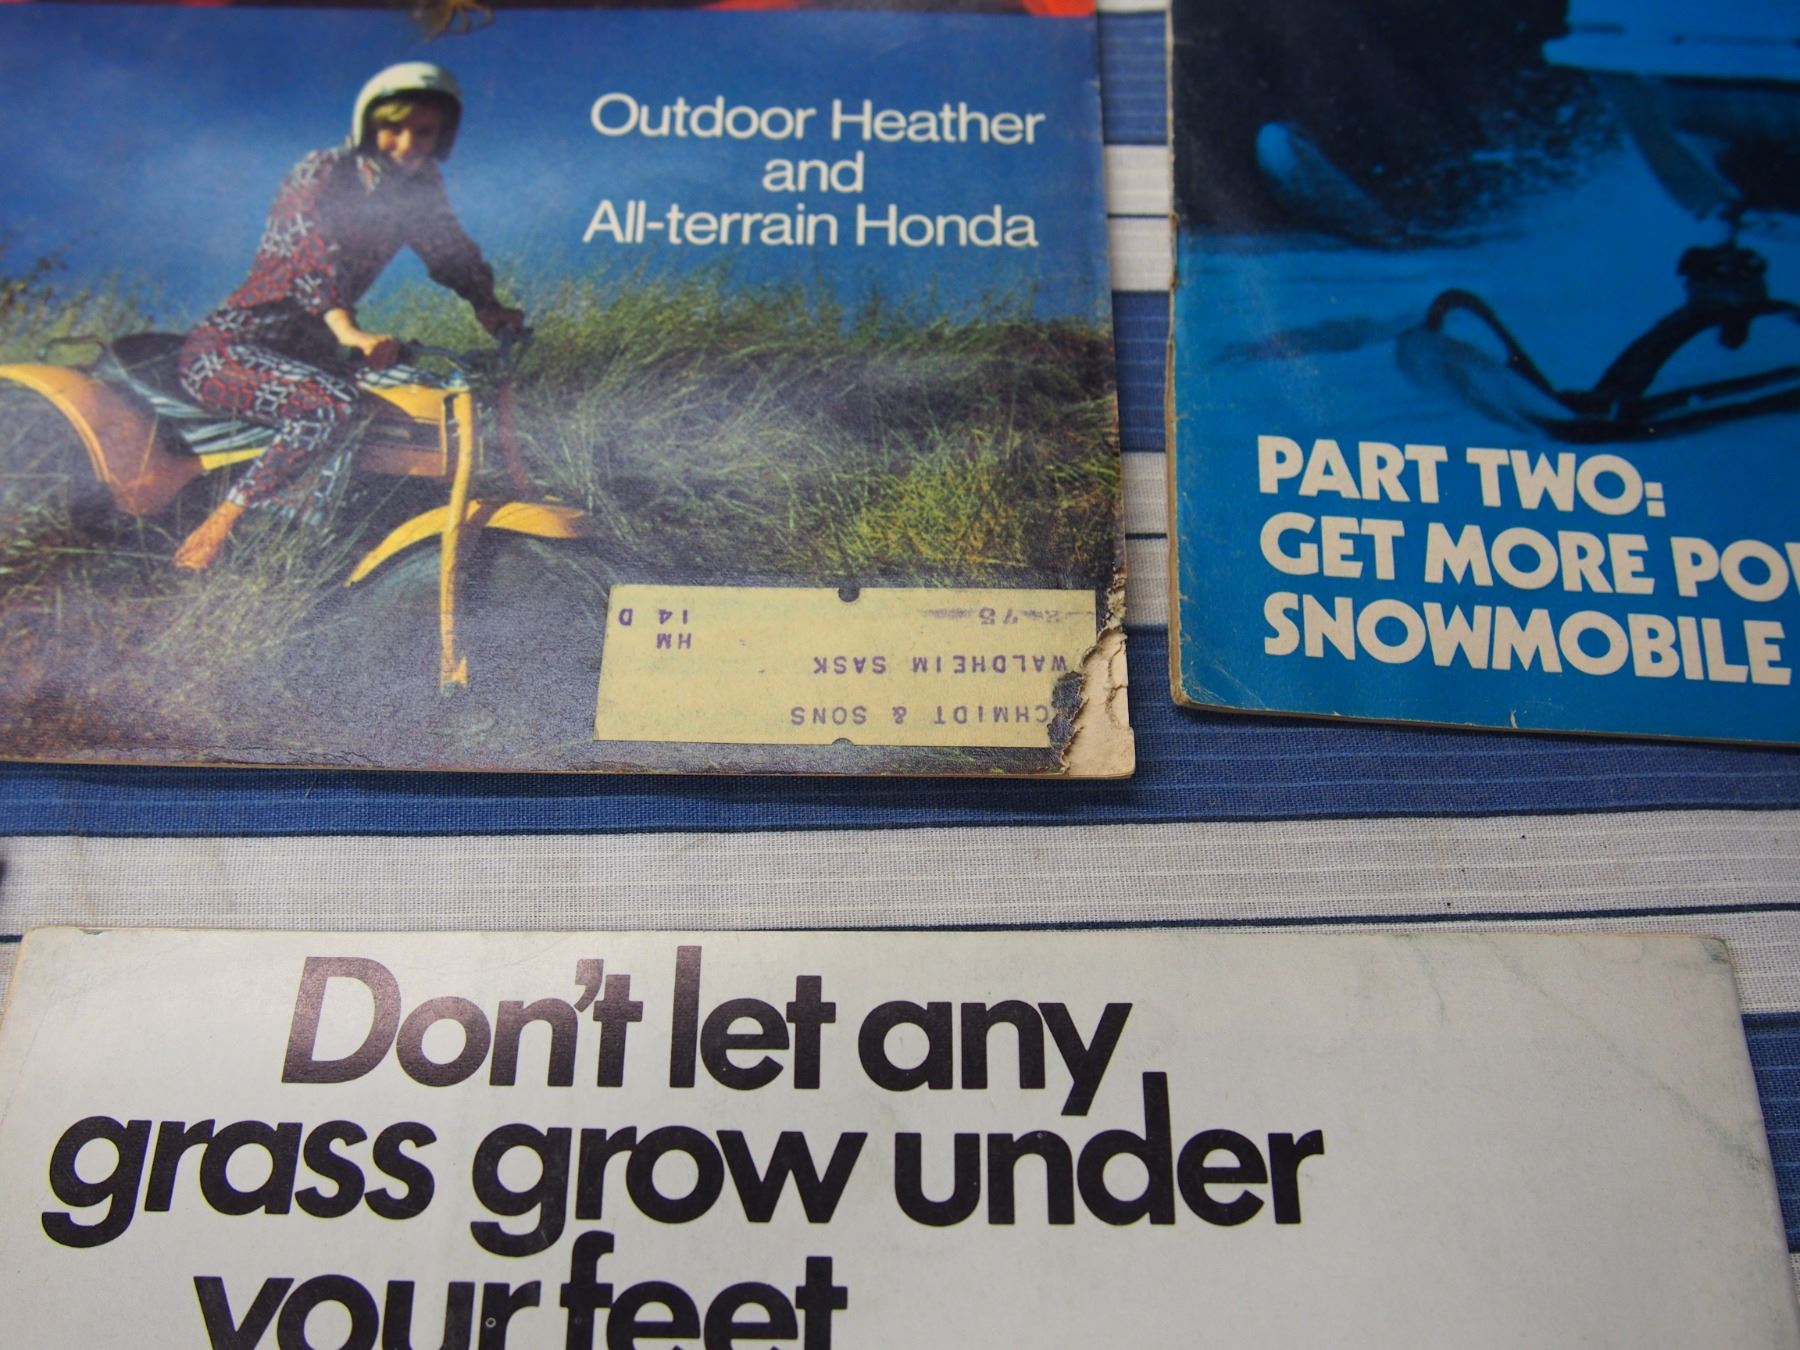 Outdoor Heather
and
All-terrain Honda
CHMIDT & SONS
WALDHEIM SASK
HM
14 D
75
PART TWO:
GET MORE
SNOWMOBILE
Don't let any
grass grow under
your feet